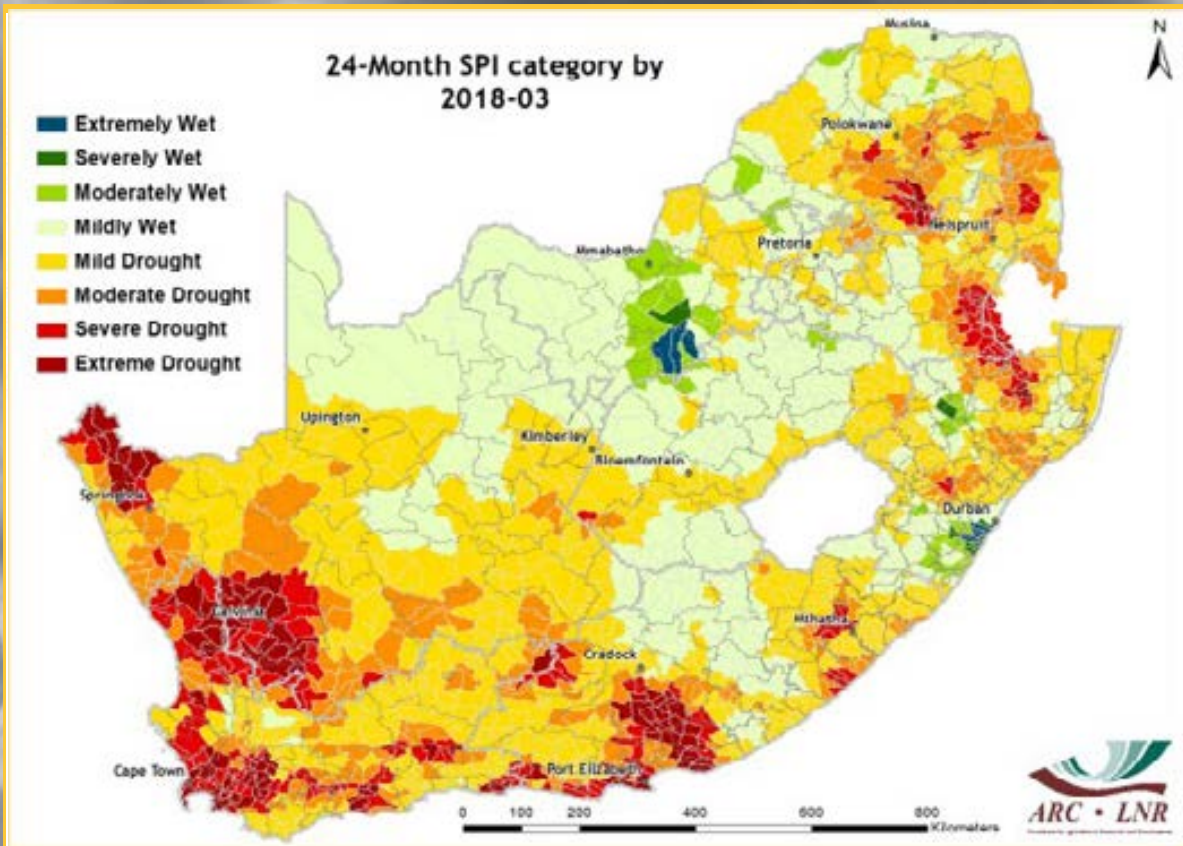 24-Month SPI category by
2018-03
N
Extremely Wet
Severely Wet
Moderately Wet
Mildly Wet
Mild Drought
Moderate Drought
Severe Drought
Extreme Drought
Musina
Polokwane
Nelspruit
Pretoria
Mmabatho
Upington
Kimberley
Bloemfontein
Springbok
Durban
Calvinia
Mthatha
Cradock
Cape Town
Port Elizabeth
0 100 200 400 600 800
Kilometers
ARC • LNR